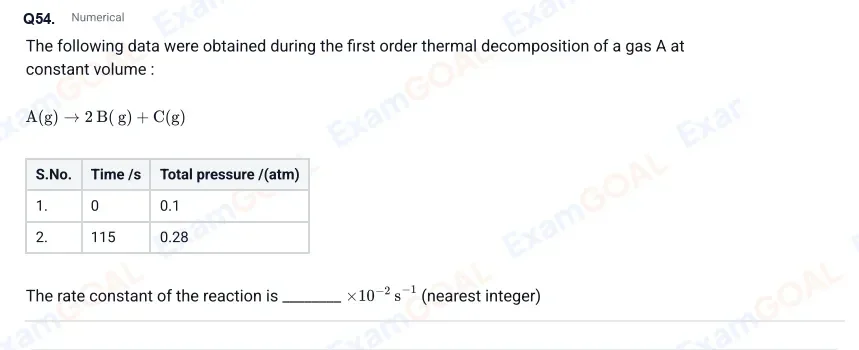 Q54. Numerical
The following data were obtained during the first order thermal decomposition of a gas A at
constant volume :
A(g) → 2 B( g) + C(g)
S.No. Time /s Total pressure /(atm)
1. 0 0.1
2. 115 0.28
The rate constant of the reaction is ______ ×10⁻² s⁻¹ (nearest integer)
ExamGOAL